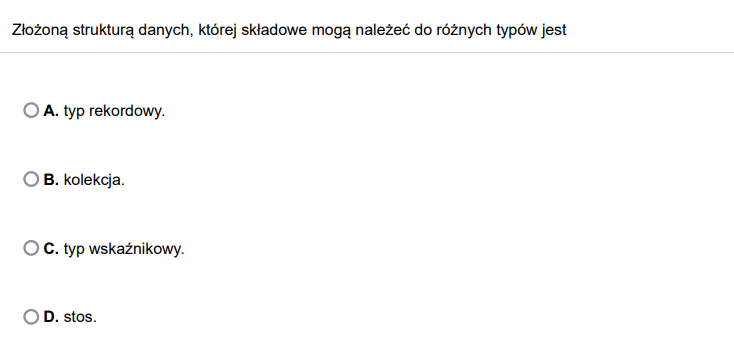 Złożoną strukturą danych, której składowe mogą należeć do różnych typów jest
A. typ rekordowy.
B. kolekcja.
C. typ wskaźnikowy.
D. stos.